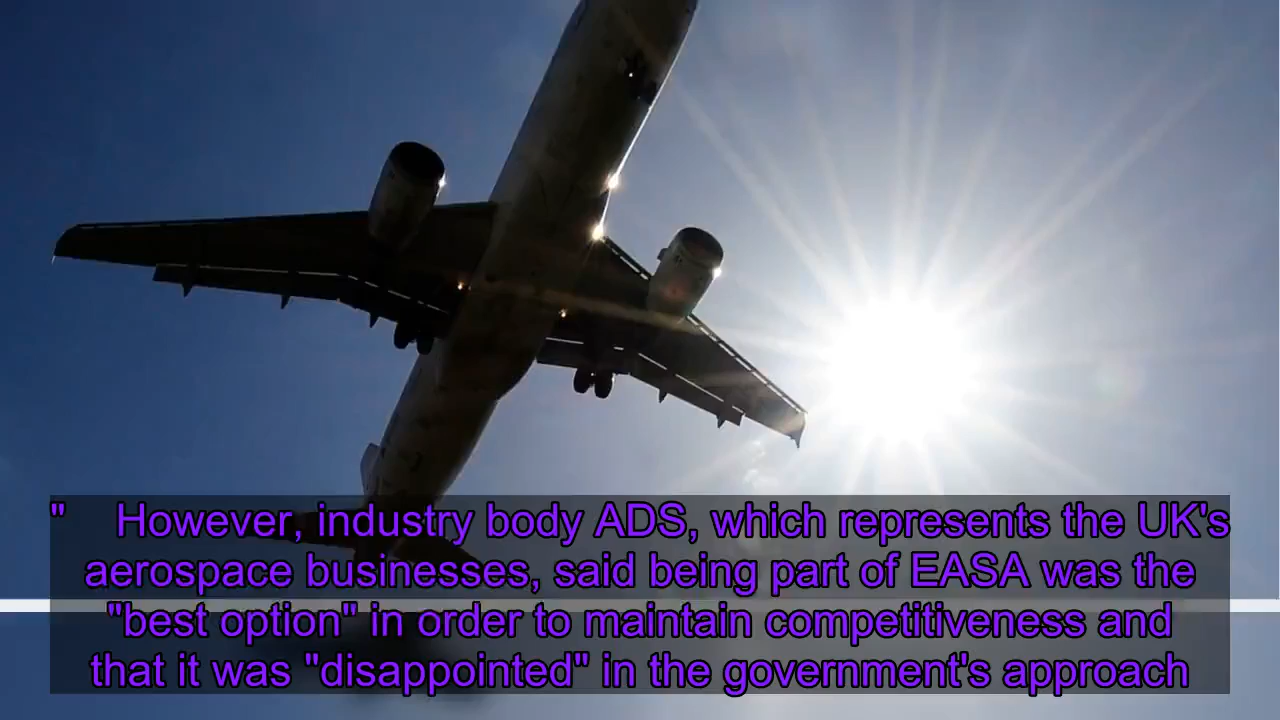 " However, industry body ADS, which represents the UK's
aerospace businesses, said being part of EASA was the
"best option" in order to maintain competitiveness and
that it was "disappointed" in the government's approach